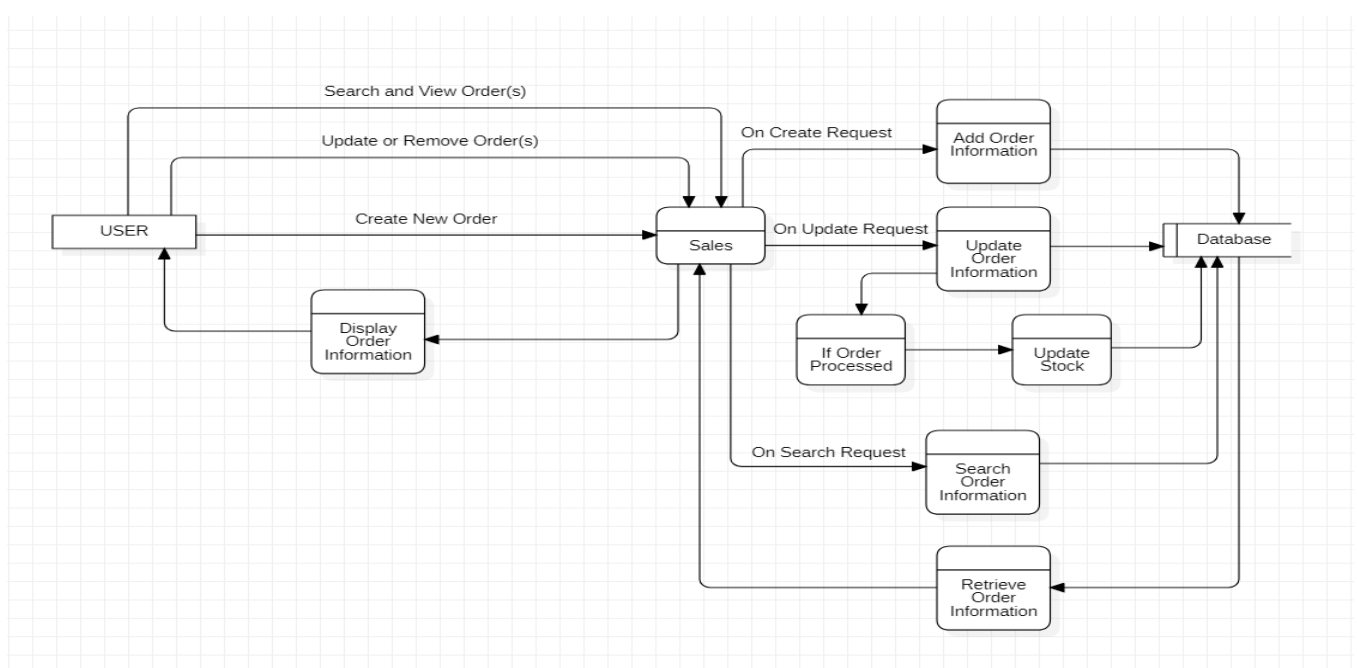 Search and View Order(s)
Update or Remove Order(s)
Create New Order
USER
Display
Order
Information
Sales
On Create Request
Add Order
Information
On Update Request
Update
Order
Information
Database
If Order
Processed
Update
Stock
On Search Request
Search
Order
Information
Retrieve
Order
Information